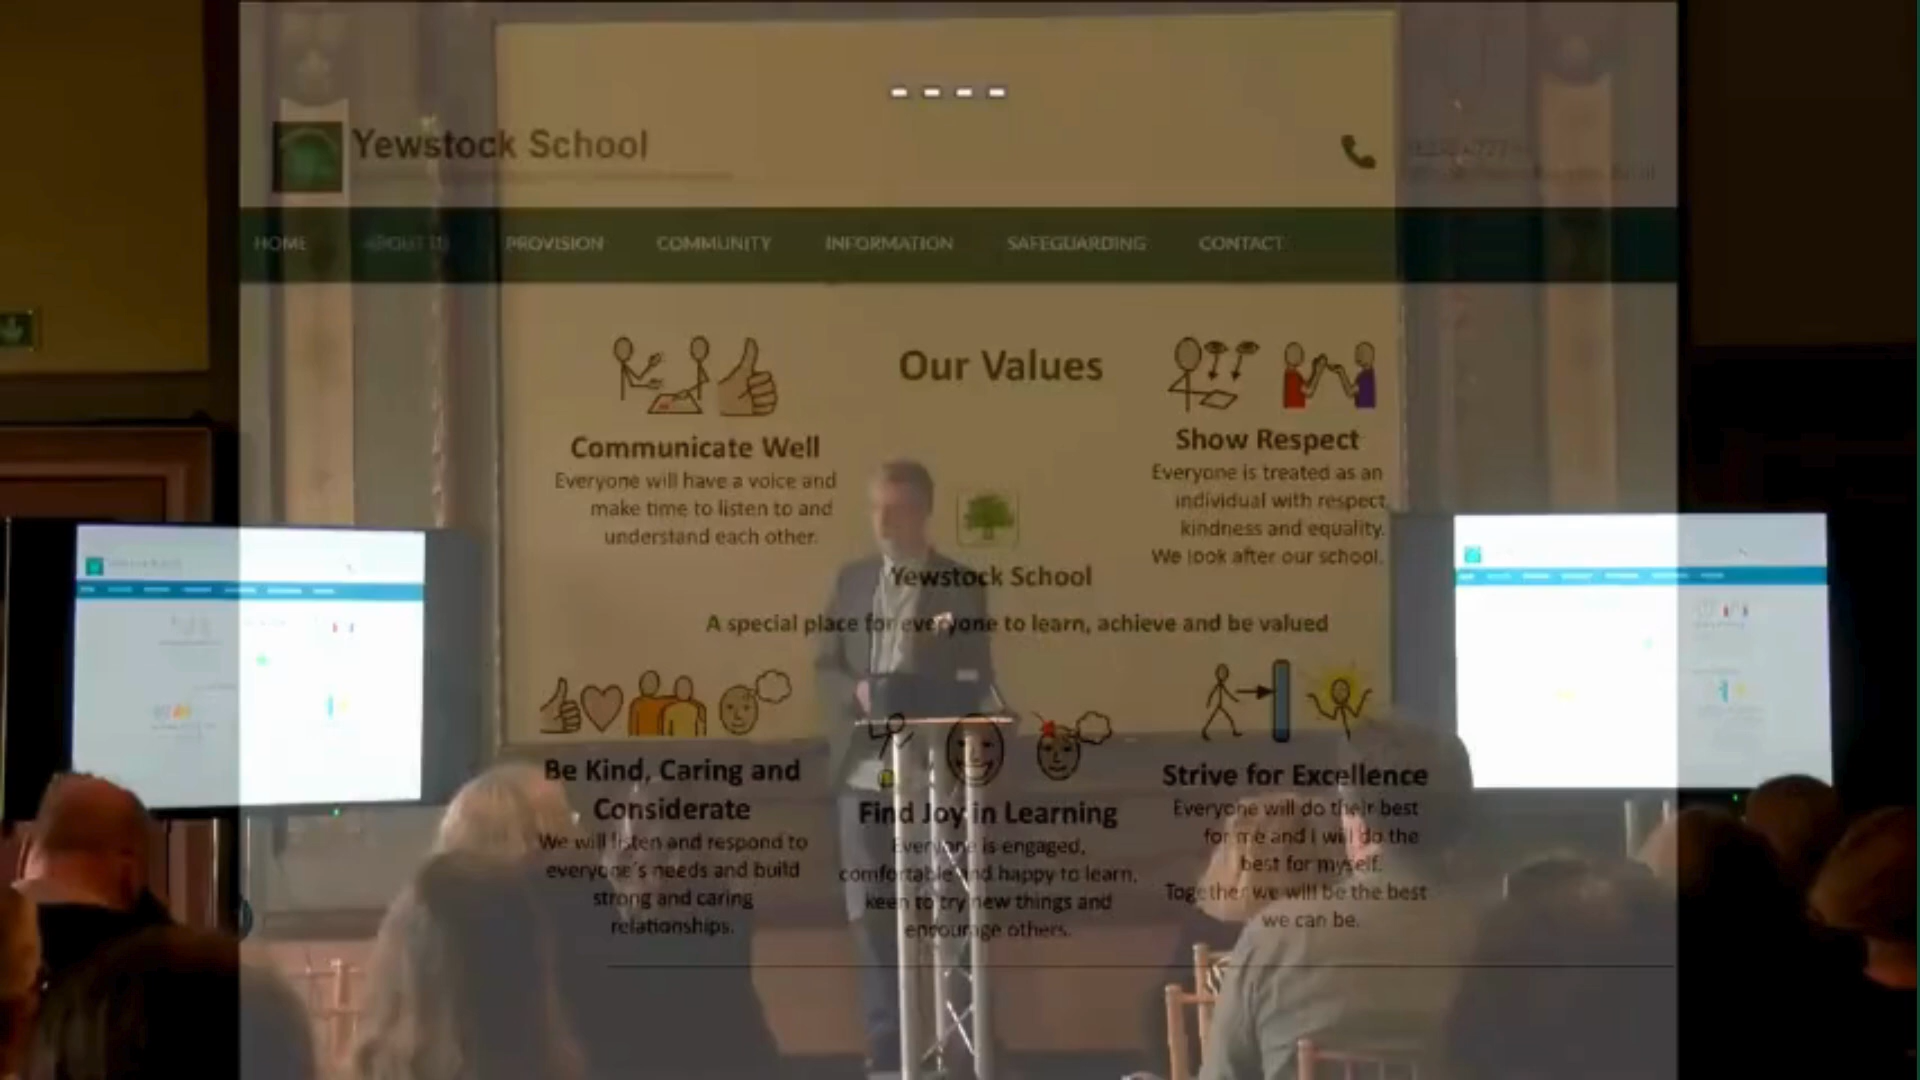 Yewstock School
HOME ABOUT US PROVISION COMMUNITY INFORMATION SAFEGUARDING CONTACT
Our Values
Communicate Well
Everyone will have a voice and
make time to listen to and
understand each other.
Show Respect
Everyone is treated as an
individual with respect,
kindness and equality.
We look after our school.
Yewstock School
A special place for everyone to learn, achieve and be valued
Be Kind, Caring and
Considerate
We will listen and respond to
everyone's needs and build
strong and caring
relationships.
Find Joy in Learning
Everyone is engaged,
comfortable and happy to learn,
keen to try new things and
encourage others.
Strive for Excellence
Everyone will do their best
for me and I will do the
best for myself.
Together we will be the best
we can be.